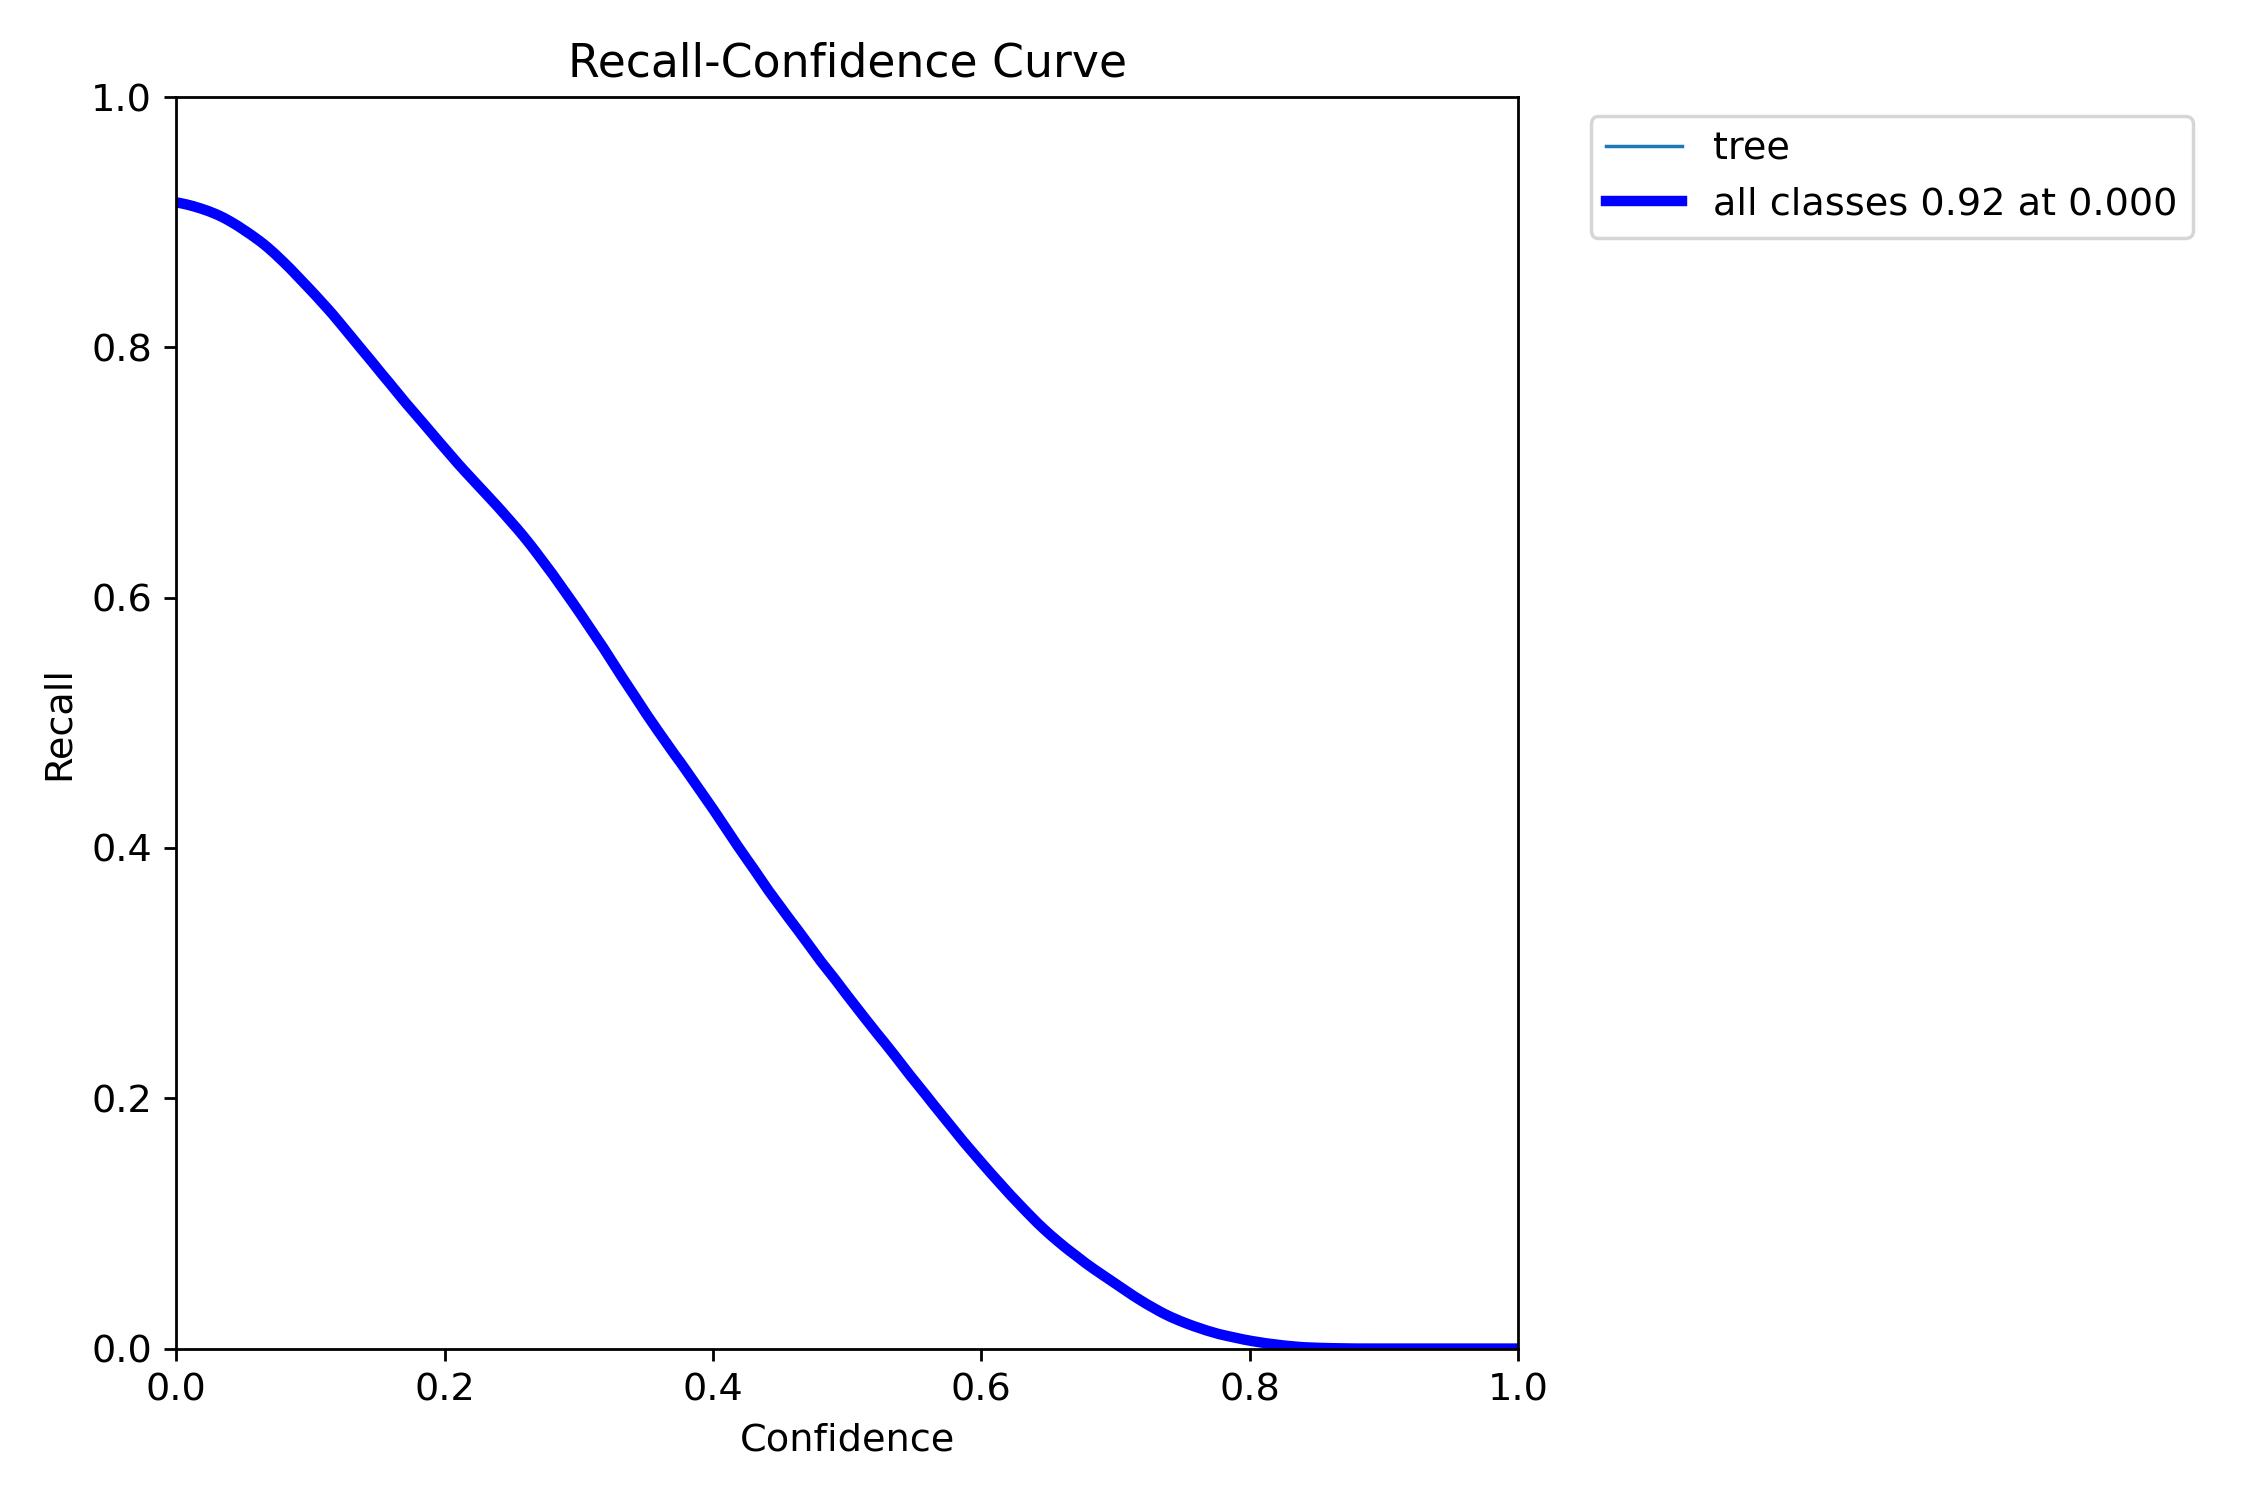 Recall-Confidence Curve
1.0
0.8
0.6
0.4
0.2
0.0
Recall
0.0 0.2 0.4 0.6 0.8 1.0
Confidence
tree
all classes 0.92 at 0.000